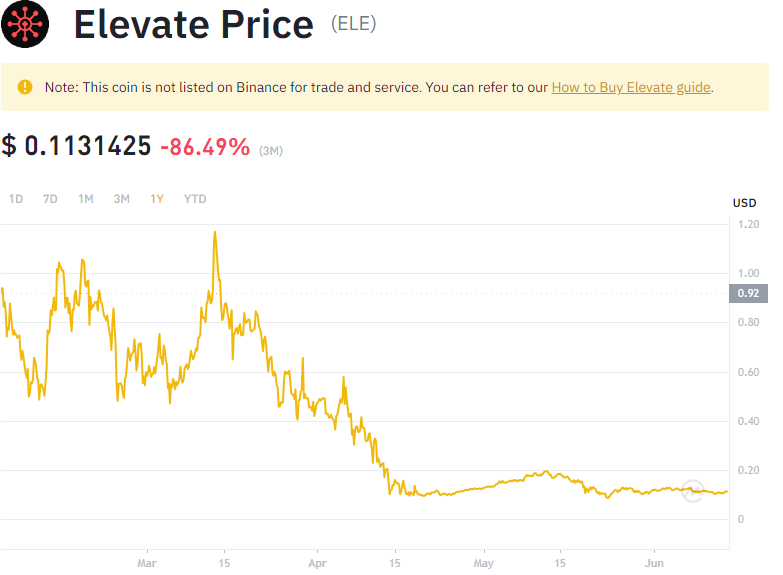 Elevate Price (ELE)
Note: This coin is not listed on Binance for trade and service. You can refer to our How to Buy Elevate guide.
$ 0.1131425 -86.49% (3M)
1D 7D 1M 3M 1Y YTD
USD
1.20
1.00
0.92
0.80
0.60
0.40
0.20
0
Mar 15 Apr 15 May 15 Jun